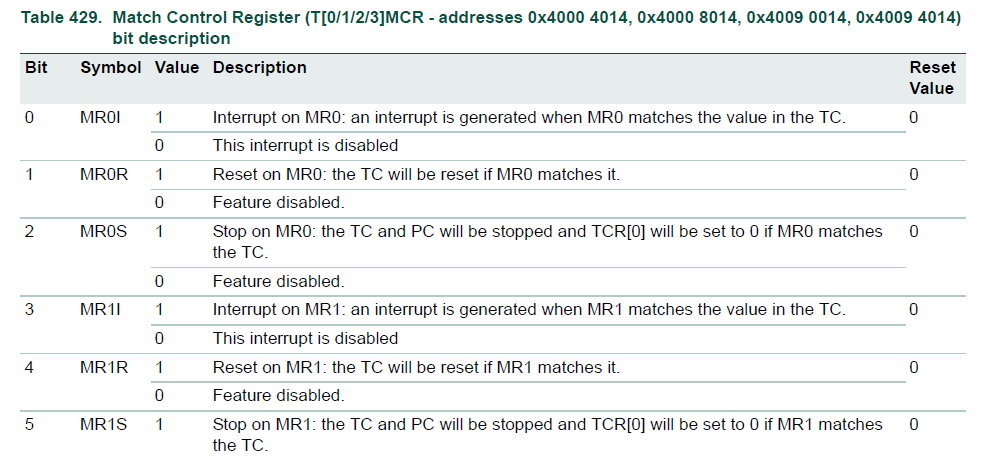 Table 429. Match Control Register (T[0/1/2/3]MCR - addresses 0x4000 4014, 0x4000 8014, 0x4009 0014, 0x4009 4014)
bit description
Bit Symbol Value Description Reset
Value
0 MR0I 1 Interrupt on MR0: an interrupt is generated when MR0 matches the value in the TC. 0
0 This interrupt is disabled
1 MR0R 1 Reset on MR0: the TC will be reset if MR0 matches it. 0
0 Feature disabled.
2 MR0S 1 Stop on MR0: the TC and PC will be stopped and TCR[0] will be set to 0 if MR0 matches 0
the TC.
0 Feature disabled.
3 MR1I 1 Interrupt on MR1: an interrupt is generated when MR1 matches the value in the TC. 0
0 This interrupt is disabled
4 MR1R 1 Reset on MR1: the TC will be reset if MR1 matches it. 0
0 Feature disabled.
5 MR1S 1 Stop on MR1: the TC and PC will be stopped and TCR[0] will be set to 0 if MR1 matches 0
the TC.